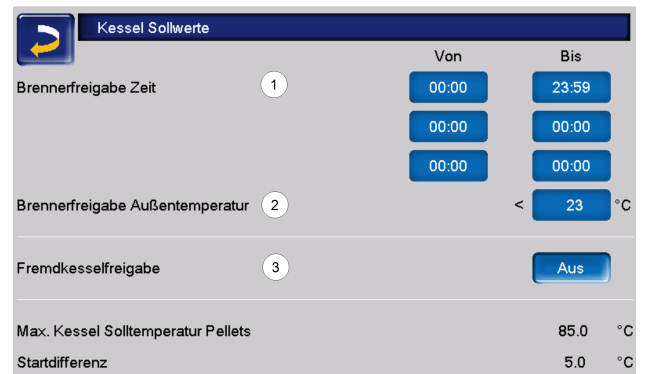 Kessel Sollwerte
Von Bis
Brennerfreigabe Zeit 1 00:00 23:59
00:00 00:00
00:00 00:00
Brennerfreigabe Außentemperatur 2 < 23 °C
Fremdkesselfreigabe 3 Aus
Max. Kessel Solltemperatur Pellets 85.0 °C
Startdifferenz 5.0 °C